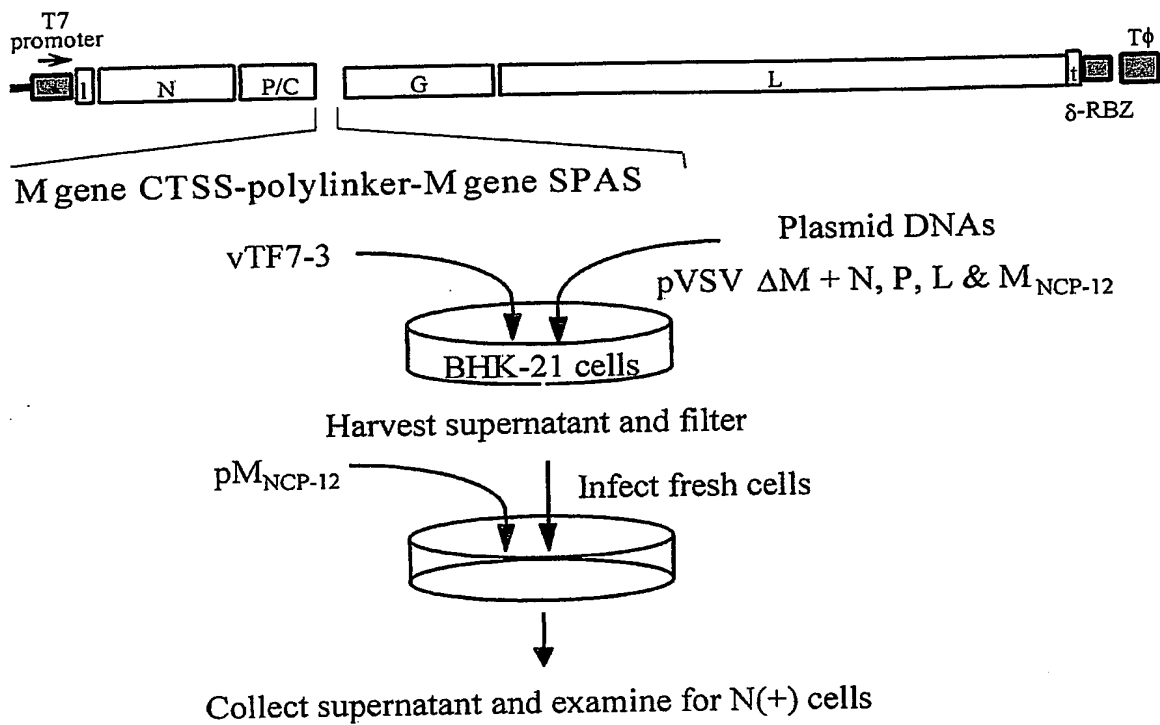 T7
promoter
Tϕ
l N P/C G L t
δ-RBZ
M gene CTSS-polylinker-M gene SPAS
vTF7-3
Plasmid DNAs
pVSV ΔM + N, P, L & M_NCP-12
BHK-21 cells
Harvest supernatant and filter
pM_NCP-12
Infect fresh cells
Collect supernatant and examine for N(+) cells